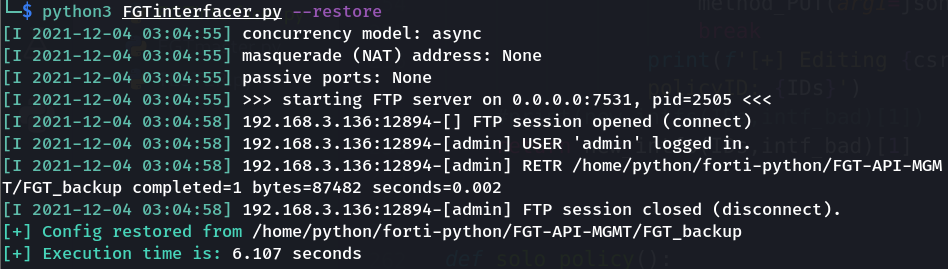 └─$ python3 FGTinterfacer.py --restore
[I 2021-12-04 03:04:55] concurrency model: async
[I 2021-12-04 03:04:55] masquerade (NAT) address: None
[I 2021-12-04 03:04:55] passive ports: None
[I 2021-12-04 03:04:55] >>> starting FTP server on 0.0.0.0:7531, pid=2505 <<<
[I 2021-12-04 03:04:58] 192.168.3.136:12894-[] FTP session opened (connect)
[I 2021-12-04 03:04:58] 192.168.3.136:12894-[admin] USER 'admin' logged in.
[I 2021-12-04 03:04:58] 192.168.3.136:12894-[admin] RETR /home/python/forti-python/FGT-API-MGM
T/FGT_backup completed=1 bytes=87482 seconds=0.002
[I 2021-12-04 03:04:58] 192.168.3.136:12894-[admin] FTP session closed (disconnect).
[+] Config restored from /home/python/forti-python/FGT-API-MGMT/FGT_backup
[+] Execution time is: 6.107 seconds
def solo_policy():